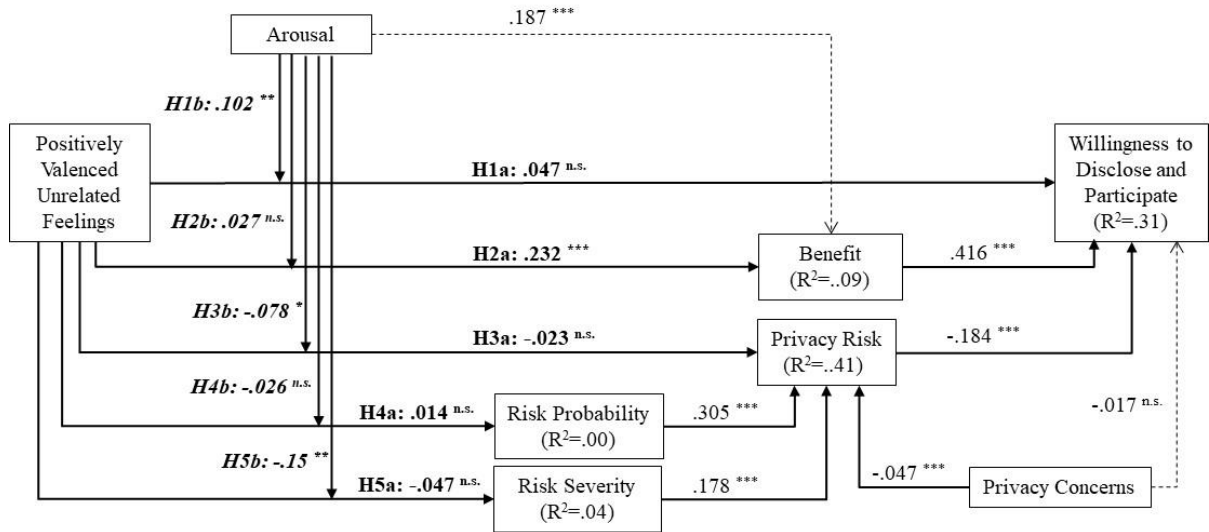 .187 ***
Arousal
H1b: .102 **
Positively
Valenced
Unrelated
Feelings
H1a: .047 n.s.
Willingness to
Disclose and
Participate
(R²=.31)
H2b: .027 n.s.
H2a: .232 ***
Benefit
(R²=..09)
.416 ***
H3b: -.078 *
H3a: -.023 n.s.
Privacy Risk
(R²=..41)
-.184 ***
H4b: -.026 n.s.
H4a: .014 n.s.
Risk Probability
(R²=.00)
.305 ***
-.017 n.s.
H5b: -.15 **
H5a: -.047 n.s.
Risk Severity
(R²=.04)
.178 ***
-.047 ***
Privacy Concerns